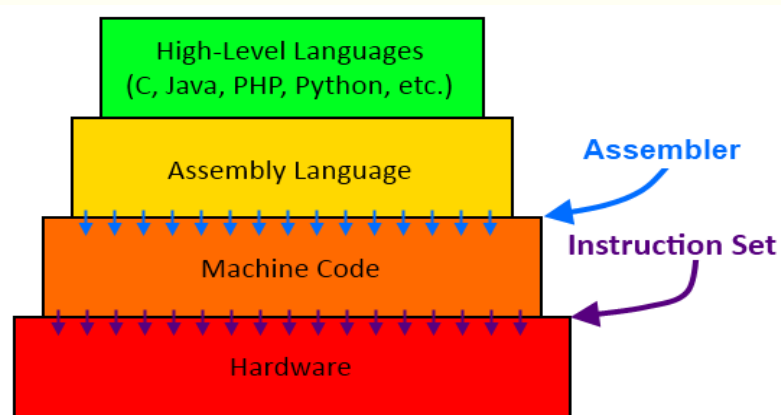 High-Level Languages
(C, Java, PHP, Python, etc.)
Assembly Language
Assembler
Machine Code
Instruction Set
Hardware